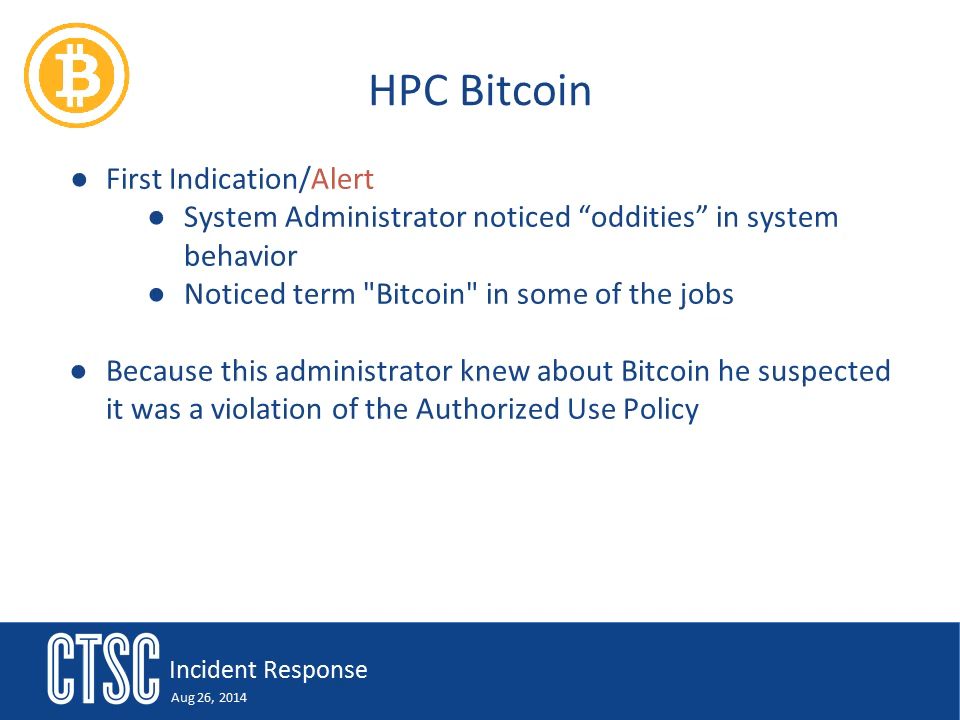 HPC Bitcoin
● First Indication/Alert
● System Administrator noticed “oddities” in system
behavior
● Noticed term "Bitcoin" in some of the jobs
● Because this administrator knew about Bitcoin he suspected
it was a violation of the Authorized Use Policy
CTSC Incident Response
Aug 26, 2014